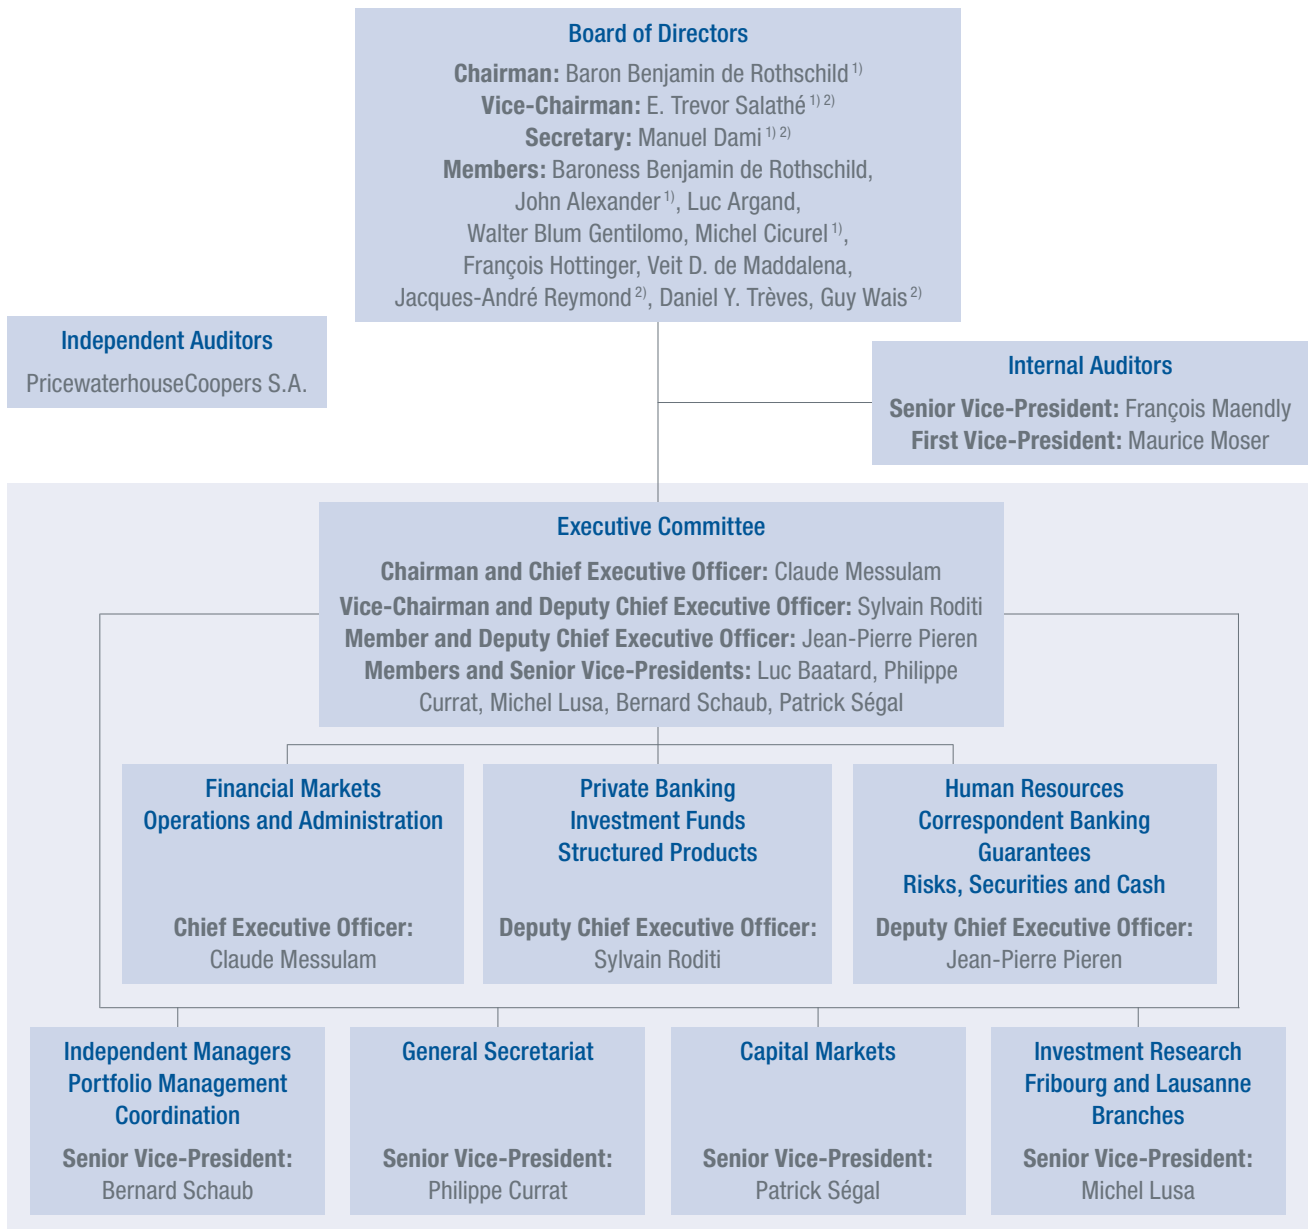 Board of Directors
Chairman: Baron Benjamin de Rothschild 1)
Vice-Chairman: E. Trevor Salathé 1) 2)
Secretary: Manuel Dami 1) 2)
Members: Baroness Benjamin de Rothschild,
John Alexander 1), Luc Argand,
Walter Blum Gentilomo, Michel Cicurel 1),
François Hottinger, Veit D. de Maddalena,
Jacques-André Reymond 2), Daniel Y. Trèves, Guy Wais 2)
Independent Auditors
PricewaterhouseCoopers S.A.
Internal Auditors
Senior Vice-President: François Maendly
First Vice-President: Maurice Moser
Executive Committee
Chairman and Chief Executive Officer: Claude Messulam
Vice-Chairman and Deputy Chief Executive Officer: Sylvain Roditi
Member and Deputy Chief Executive Officer: Jean-Pierre Pieren
Members and Senior Vice-Presidents: Luc Baatard, Philippe
Currat, Michel Lusa, Bernard Schaub, Patrick Ségal
Financial Markets
Operations and Administration
Chief Executive Officer:
Claude Messulam
Private Banking
Investment Funds
Structured Products
Deputy Chief Executive Officer:
Sylvain Roditi
Human Resources
Correspondent Banking
Guarantees
Risks, Securities and Cash
Deputy Chief Executive Officer:
Jean-Pierre Pieren
Independent Managers
Portfolio Management
Coordination
Senior Vice-President:
Bernard Schaub
General Secretariat
Senior Vice-President:
Philippe Currat
Capital Markets
Senior Vice-President:
Patrick Ségal
Investment Research
Fribourg and Lausanne
Branches
Senior Vice-President:
Michel Lusa